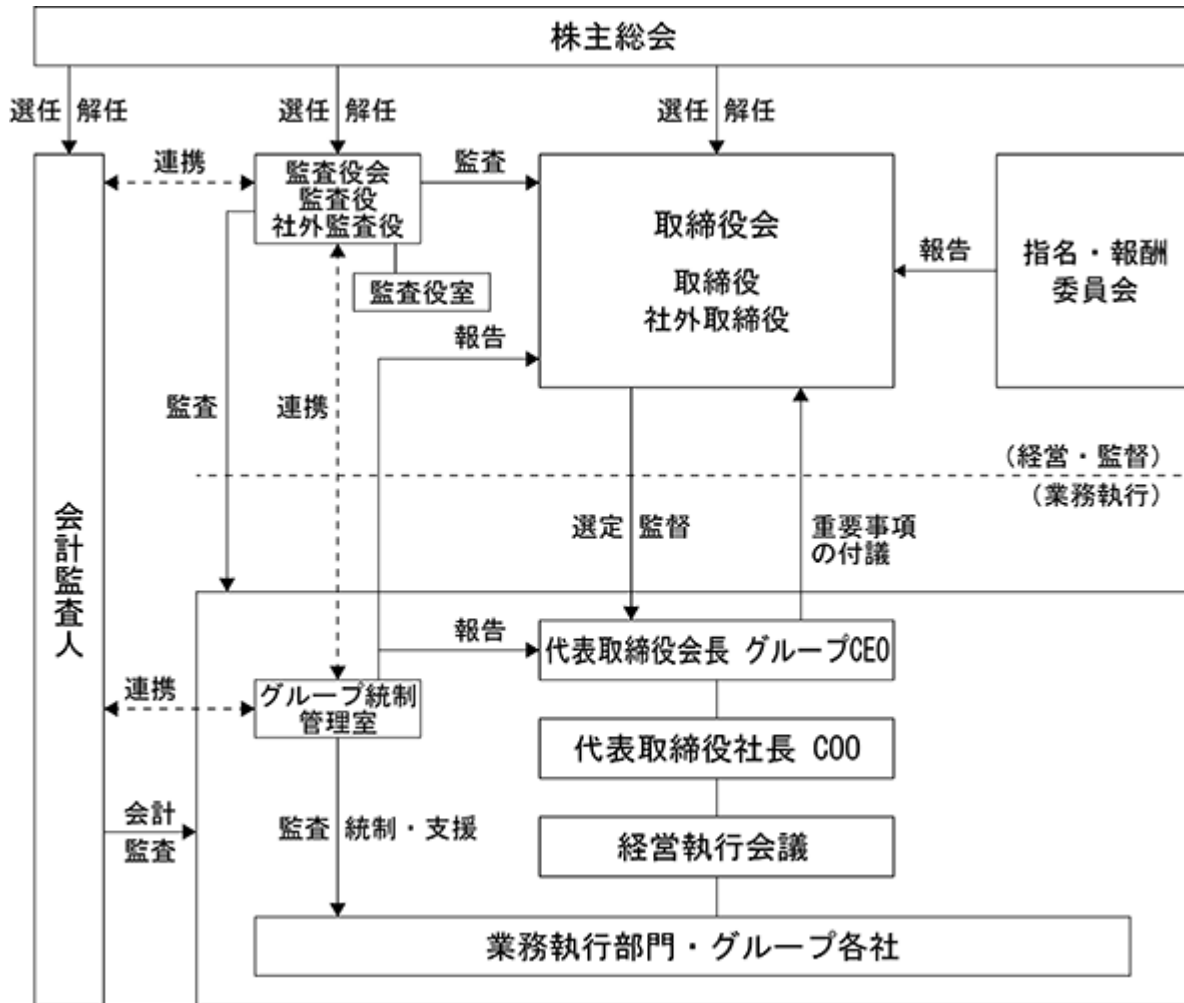 株主総会
選任 解任
選任 解任
選任 解任
連携
監査役会
監査役
社外監査役
監査
取締役会
取締役
社外取締役
報告
指名・報酬
委員会
監査役室
報告
監査
連携
(経営・監督)
(業務執行)
会計監査人
選定 監督
重要事項
の付議
報告
代表取締役会長 グループCEO
連携
グループ統制
管理室
代表取締役社長 COO
会計
監査
監査 統制・支援
経営執行会議
業務執行部門・グループ各社